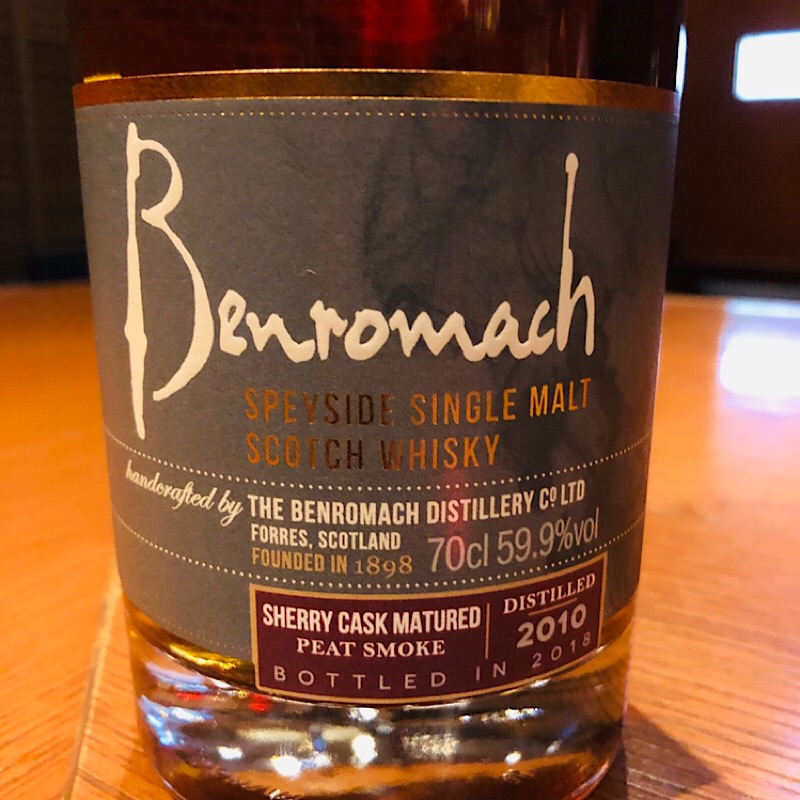 Benromach
SPEYSIDE SINGLE MALT
SCOTCH WHISKY
handcrafted by THE BENROMACH DISTILLERY Cº LTD
FORRES, SCOTLAND
FOUNDED IN 1898 70cl 59.9%vol
SHERRY CASK MATURED
PEAT SMOKE
DISTILLED
2010
BOTTLED IN 2018